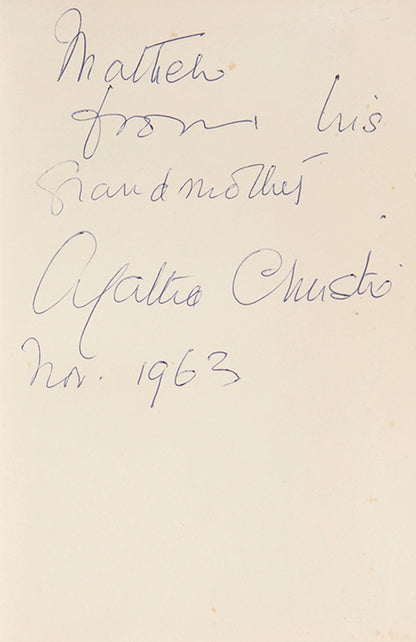 Mathew
from his
Grandmother
Agatha Christie
Nov. 1963